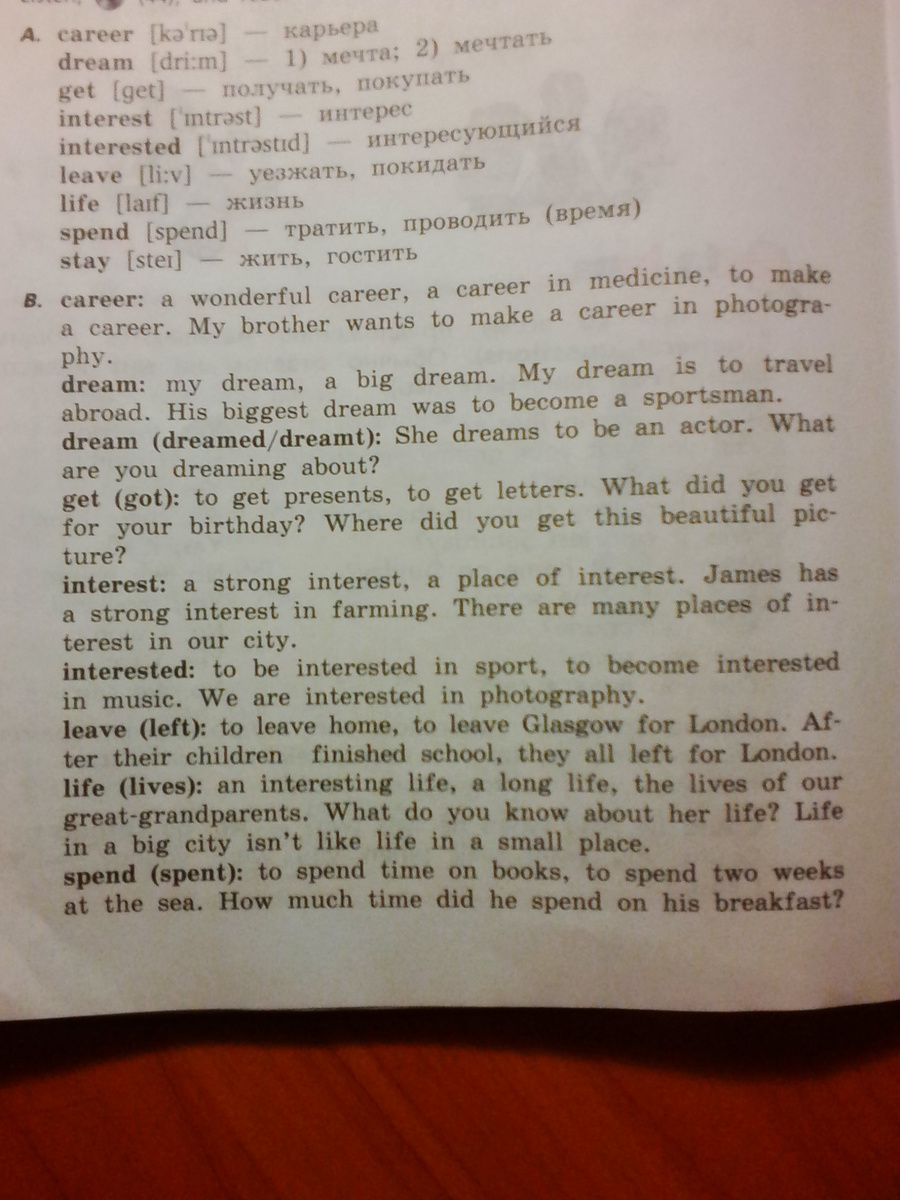 A. career [kəˈrɪə] — карьера
dream [dri:m] — 1) мечта; 2) мечтать
get [get] — получать, покупать
interest [ˈɪntrəst] — интерес
interested [ˈɪntrəstɪd] — интересующийся
leave [li:v] — уезжать, покидать
life [laɪf] — жизнь
spend [spend] — тратить, проводить (время)
stay [steɪ] — жить, гостить
B. career: a wonderful career, a career in medicine, to make
a career. My brother wants to make a career in photogra-
phy.
dream: my dream, a big dream. My dream is to travel
abroad. His biggest dream was to become a sportsman.
dream (dreamed/dreamt): She dreams to be an actor. What
are you dreaming about?
get (got): to get presents, to get letters. What did you get
for your birthday? Where did you get this beautiful pic-
ture?
interest: a strong interest, a place of interest. James has
a strong interest in farming. There are many places of in-
terest in our city.
interested: to be interested in sport, to become interested
in music. We are interested in photography.
leave (left): to leave home, to leave Glasgow for London. Af-
ter their children finished school, they all left for London.
life (lives): an interesting life, a long life, the lives of our
great-grandparents. What do you know about her life? Life
in a big city isn't like life in a small place.
spend (spent): to spend time on books, to spend two weeks
at the sea. How much time did he spend on his breakfast?